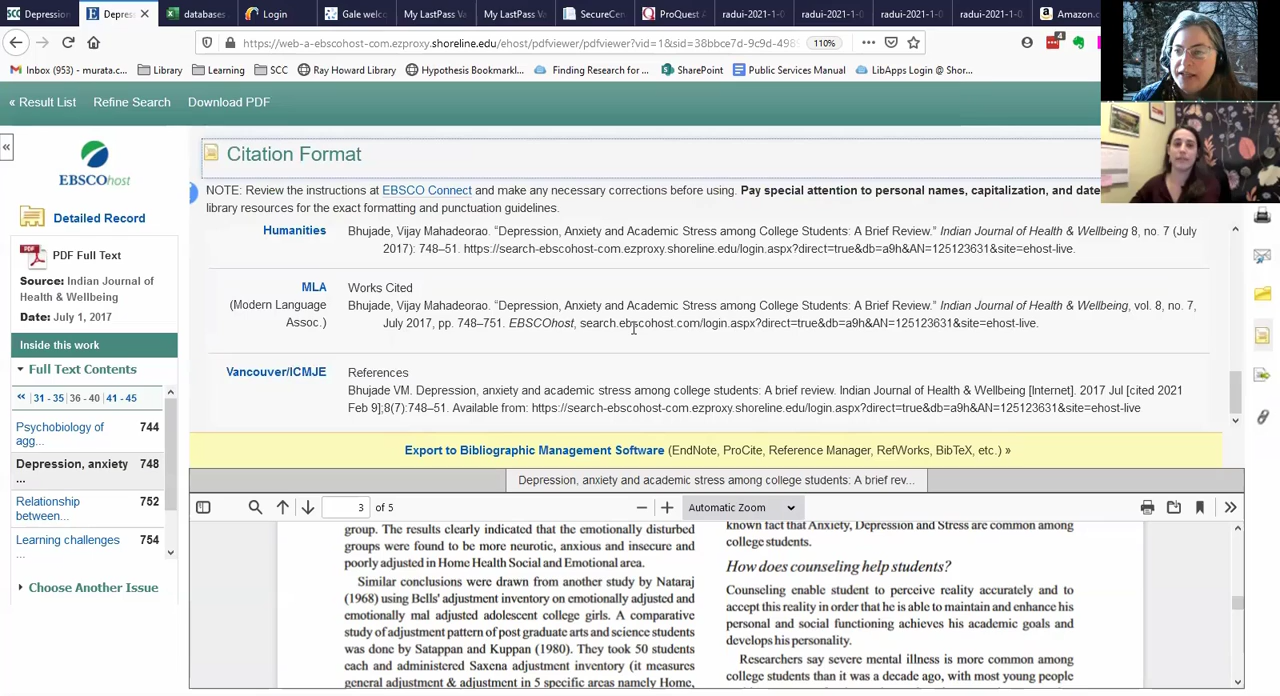 Depression
Depres
databases
Login
Gale welco
My LastPass Va
My LastPass Va
SecureCen
ProQuest A
radui-2021-1-0
radui-2021-1-0
radui-2021-1-0
radui-2021-1-0
Amazon.c
https://web-a-ebscohost-com.ezproxy.shoreline.edu/ehost/pdfviewer/pdfviewer?vid=1&sid=38bbce7d-9c9d-498
110%
4
Inbox (953) - murata.c...
Library
Learning
SCC
Ray Howard Library
Hypothesis Bookmarkl...
Finding Research for ...
SharePoint
Public Services Manual
LibApps Login @ Shor...
« Result List
Refine Search
Download PDF
«
EBSCOhost
Detailed Record
PDF Full Text
Source: Indian Journal of
Health & Wellbeing
Date: July 1, 2017
Inside this work
Full Text Contents
« 31 - 35 36 - 40 41 - 45
Psychobiology of 744
agg...
Depression, anxiety 748
...
Relationship 752
between...
Learning challenges 754
...
Choose Another Issue
Citation Format
NOTE: Review the instructions at EBSCO Connect and make any necessary corrections before using. Pay special attention to personal names, capitalization, and date
library resources for the exact formatting and punctuation guidelines.
Humanities
Bhujade, Vijay Mahadeorao. “Depression, Anxiety and Academic Stress among College Students: A Brief Review.” Indian Journal of Health & Wellbeing 8, no. 7 (July
2017): 748–51. https://search-ebscohost-com.ezproxy.shoreline.edu/login.aspx?direct=true&db=a9h&AN=125123631&site=ehost-live.
MLA
(Modern Language
Assoc.)
Works Cited
Bhujade, Vijay Mahadeorao. “Depression, Anxiety and Academic Stress among College Students: A Brief Review.” Indian Journal of Health & Wellbeing, vol. 8, no. 7,
July 2017, pp. 748–751. EBSCOhost, search.ebscohost.com/login.aspx?direct=true&db=a9h&AN=125123631&site=ehost-live.
Vancouver/ICMJE
References
Bhujade VM. Depression, anxiety and academic stress among college students: A brief review. Indian Journal of Health & Wellbeing [Internet]. 2017 Jul [cited 2021
Feb 9];8(7):748–51. Available from: https://search-ebscohost-com.ezproxy.shoreline.edu/login.aspx?direct=true&db=a9h&AN=125123631&site=ehost-live
Export to Bibliographic Management Software (EndNote, ProCite, Reference Manager, RefWorks, BibTeX, etc.) »
Depression, anxiety and academic stress among college students: A brief rev...
3 of 5
Automatic Zoom
group. The results clearly indicated that the emotionally disturbed
groups were found to be more neurotic, anxious and insecure and
poorly adjusted in Home Health Social and Emotional area.
Similar conclusions were drawn from another study by Nataraj
(1968) using Bells' adjustment inventory on emotionally adjusted and
emotionally mal adjusted adolescent college girls. A comparative
study of adjustment pattern of post graduate arts and science students
was done by Satappan and Kuppan (1980). They took 50 students
each and administered Saxena adjustment inventory (it measures
general adjustment & adjustment in 5 specific areas namely Home,
known fact that Anxiety, Depression and Stress are common among
college students.
How does counseling help students?
Counseling enable student to perceive reality accurately and to
accept this reality in order that he is able to maintain and enhance his
personal and social functioning achieves his academic goals and
develops his personality.
Researchers say severe mental illness is more common among
college students than it was a decade ago, with most young people